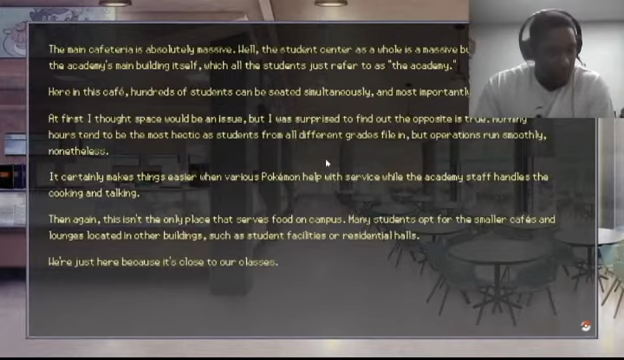 The main cafeteria is absolutely massive. Well, the student center as a whole is a massive
the academy's main building itself, which all the students just refer to as "the academy."
Here in this café, hundreds of students can be seated simultaneously, and most importantly
At first I thought space would be an issue, but I was surprised to find out the opposite is true. Morning
hours tend to be the most hectic as students from all different grades file in, but operations run smoothly,
nonetheless.
It certainly makes things easier when various Pokémon help with service while the academy staff handles the
cooking and talking.
Then again, this isn't the only place that serves food on campus. Many students opt for the smaller cafés and
lounges located in other buildings, such as student facilities or residential halls.
We're just here because it's close to our classes.